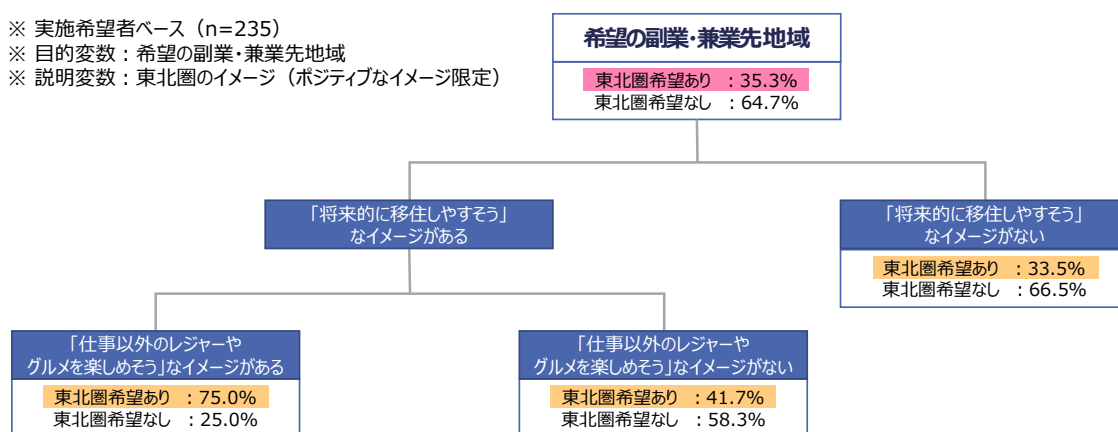 ※ 実施希望者ベース（n=235）
※ 目的変数：希望の副業・兼業先地域
※ 説明変数：東北圏のイメージ（ポジティブなイメージ限定）
希望の副業・兼業先地域
東北圏希望あり ：35.3%
東北圏希望なし ：64.7%
「将来的に移住しやすそう」
なイメージがある
「将来的に移住しやすそう」
なイメージがない
東北圏希望あり ：33.5%
東北圏希望なし ：66.5%
「仕事以外のレジャーや
グルメを楽しめそう」なイメージがある
東北圏希望あり ：75.0%
東北圏希望なし ：25.0%
「仕事以外のレジャーや
グルメを楽しめそう」なイメージがない
東北圏希望あり ：41.7%
東北圏希望なし ：58.3%